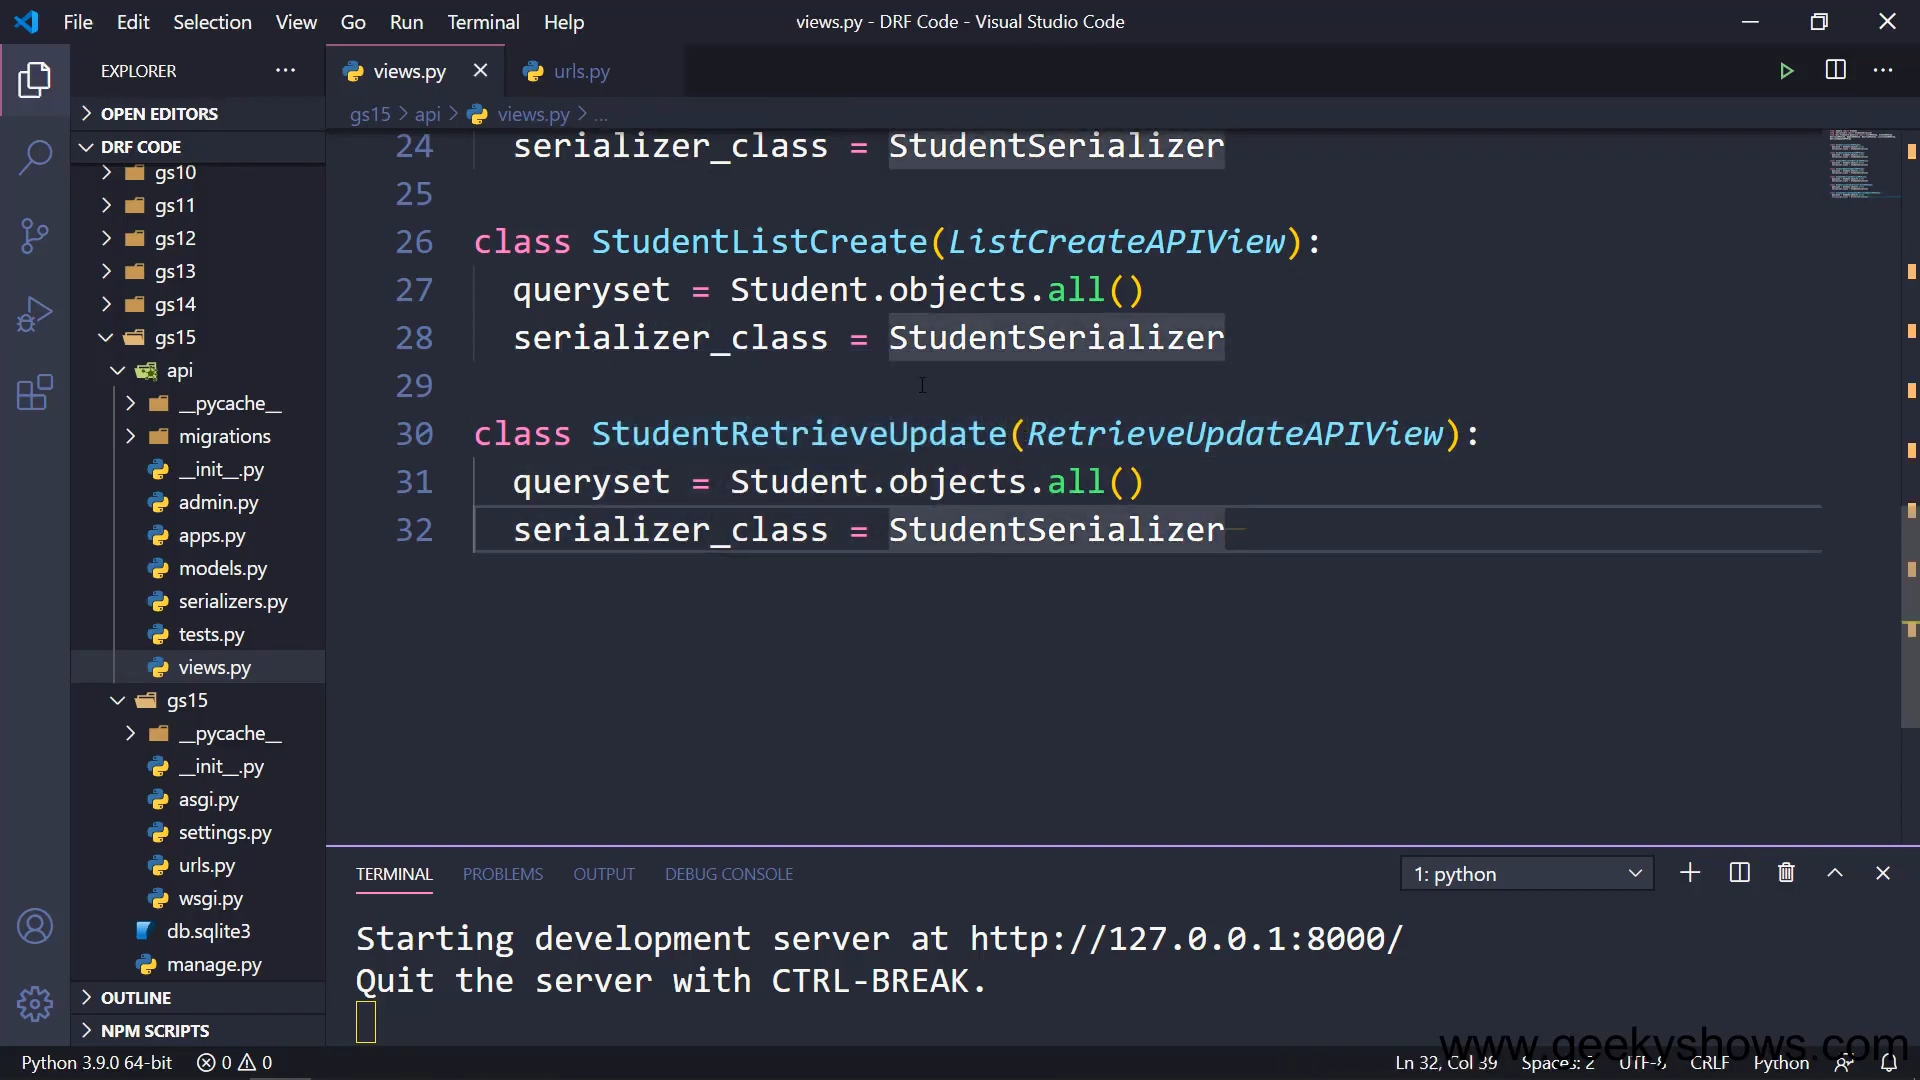 File Edit Selection View Go Run Terminal Help
views.py - DRF Code - Visual Studio Code
EXPLORER
OPEN EDITORS
DRF CODE
gs10
gs11
gs12
gs13
gs14
gs15
api
__pycache__
migrations
__init__.py
admin.py
apps.py
models.py
serializers.py
tests.py
views.py
gs15
__pycache__
__init__.py
asgi.py
settings.py
urls.py
wsgi.py
db.sqlite3
manage.py
OUTLINE
NPM SCRIPTS
views.py urls.py
gs15 > api > views.py > ...
24 serializer_class = StudentSerializer
25
26 class StudentListCreate(ListCreateAPIView):
27 queryset = Student.objects.all()
28 serializer_class = StudentSerializer
29
30 class StudentRetrieveUpdate(RetrieveUpdateAPIView):
31 queryset = Student.objects.all()
32 serializer_class = StudentSerializer
TERMINAL PROBLEMS OUTPUT DEBUG CONSOLE
1: python
Starting development server at http://127.0.0.1:8000/
Quit the server with CTRL-BREAK.
www.geekyshows.com
Python 3.9.0 64-bit 0 0 Ln 32, Col 39 Spaces: 2 UTF-8 CRLF Python